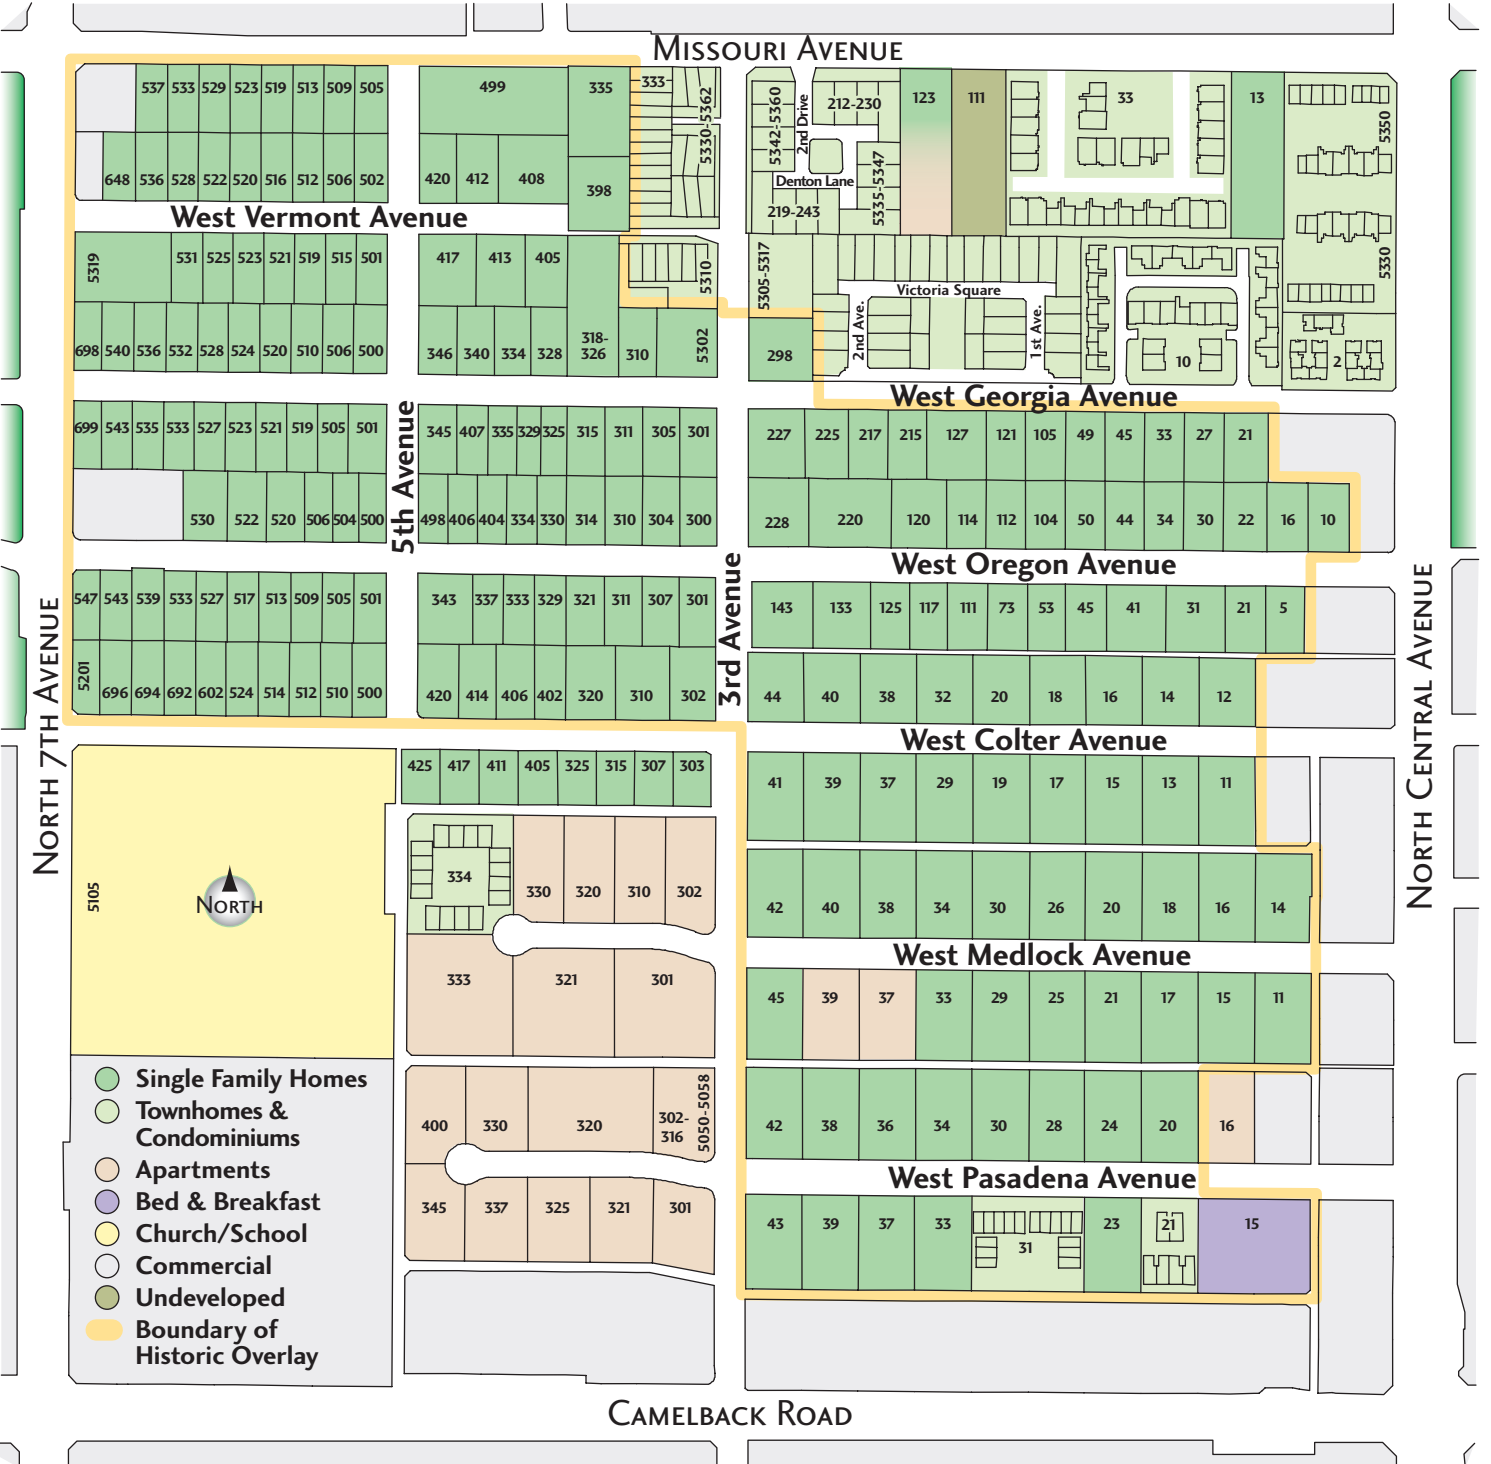 MISSOURI AVENUE
537 533 529 523 519 513 509 505
499
335
333
5330-5362
648 536 528 522 520 516 512 506 502
420 412 408
398
5342-5360
2nd Drive
212-230
123
111
33
13
5350
Denton Lane
5335-5347
219-243
West Vermont Avenue
5319
531 525 523 521 519 515 501
417 413 405
5310
5305-5317
5330
Victoria Square
698 540 536 532 528 524 520 510 506 500
346 340 334 328
318-
326
310
5302
298
2nd Ave.
1st Ave.
10
2
West Georgia Avenue
699 543 535 533 527 523 521 519 505 501
5th Avenue
345 407 335 329 325 315 311 305 301
227 225 217 215 127 121 105 49 45 33 27 21
530 522 520 506 504 500
498 406 404 334 330 314 310 304 300
228 220 120 114 112 104 50 44 34 30 22 16 10
West Oregon Avenue
547 543 539 533 527 517 513 509 505 501
343 337 333 329 321 311 307 301
3rd Avenue
143 133 125 117 111 73 53 45 41 31 21 5
5201
696 694 692 602 524 514 512 510 500
420 414 406 402 320 310 302
44 40 38 32 20 18 16 14 12
NORTH 7TH AVENUE
NORTH CENTRAL AVENUE
West Colter Avenue
425 417 411 405 325 315 307 303
41 39 37 29 19 17 15 13 11
5105
NORTH
334
330 320 310 302
42 40 38 34 30 26 20 18 16 14
West Medlock Avenue
333 321 301
45 39 37 33 29 25 21 17 15 11
400 330 320
302-
316
5050-5058
42 38 36 34 30 28 24 20 16
West Pasadena Avenue
345 337 325 321 301
43 39 37 33 31 23 21 15
Single Family Homes
Townhomes &
Condominiums
Apartments
Bed & Breakfast
Church/School
Commercial
Undeveloped
Boundary of
Historic Overlay
CAMELBACK ROAD